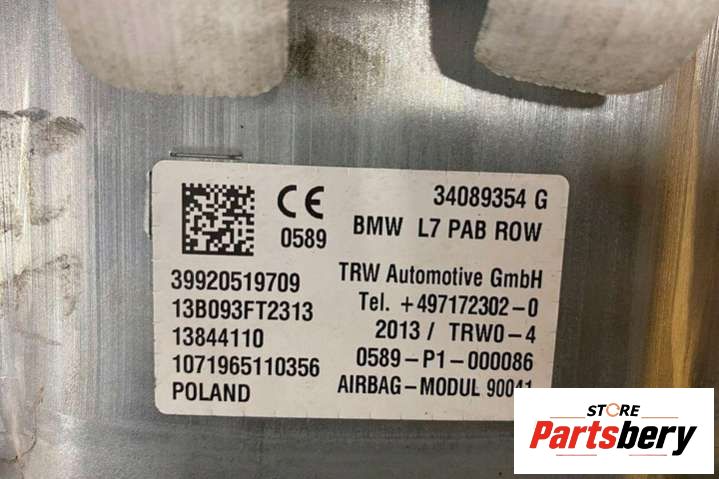 34089354 G
CE
0589
BMW L7 PAB ROW
39920519709
TRW Automotive GmbH
13B093FT2313
Tel. +497172302-0
13844110
2013 / TRW0-4
1071965110356
0589-P1-000086
POLAND
AIRBAG-MODUL 90041
STORE
Partsbery